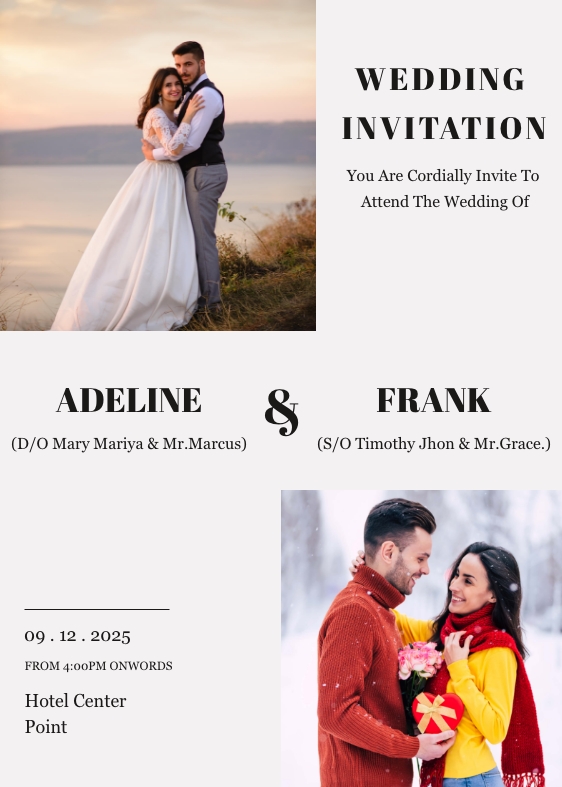 WEDDING
INVITATION
You Are Cordially Invite To
Attend The Wedding Of
ADELINE
&
FRANK
(D/O Mary Mariya & Mr.Marcus)
(S/O Timothy Jhon & Mr.Grace.)
09 . 12 . 2025
FROM 4:00PM ONWORDS
Hotel Center
Point